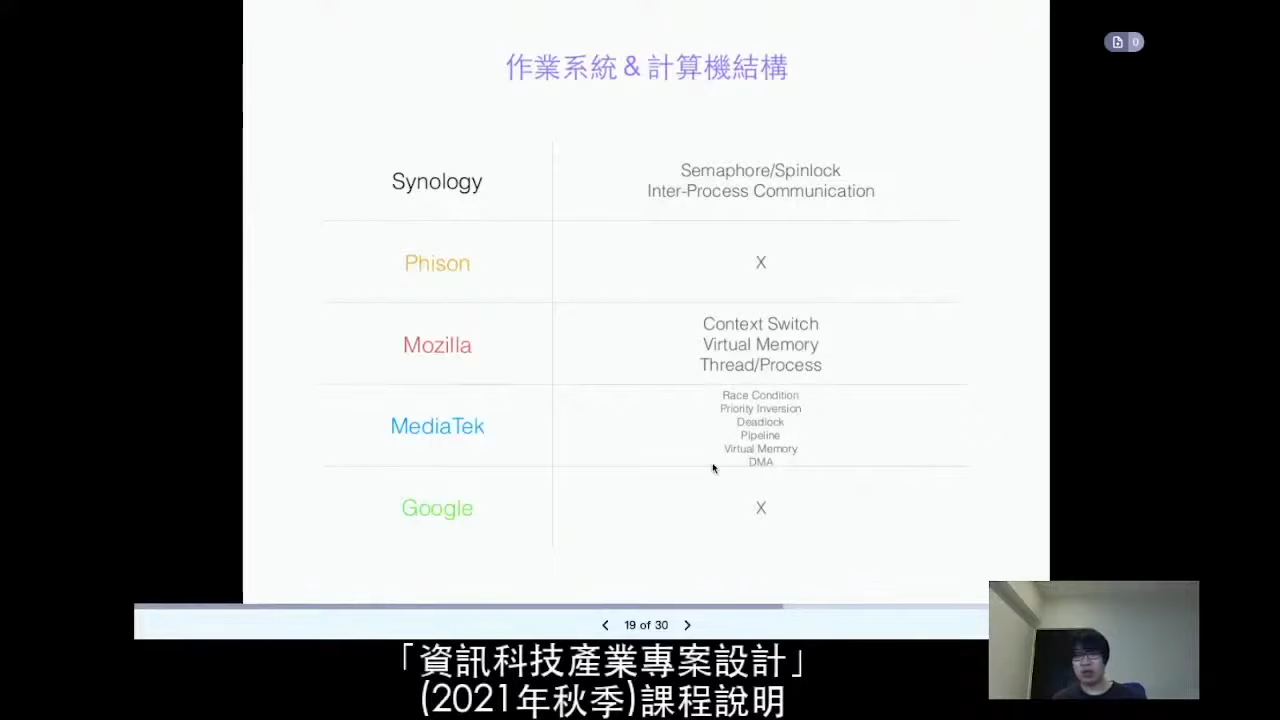 作業系統 & 計算機結構
0
Synology
Semaphore/Spinlock
Inter-Process Communication
Phison
X
Mozilla
Context Switch
Virtual Memory
Thread/Process
MediaTek
Race Condition
Priority Inversion
Deadlock
Pipeline
Virtual Memory
DMA
Google
X
19 of 30
「資訊科技產業專案設計」
(2021年秋季)課程說明